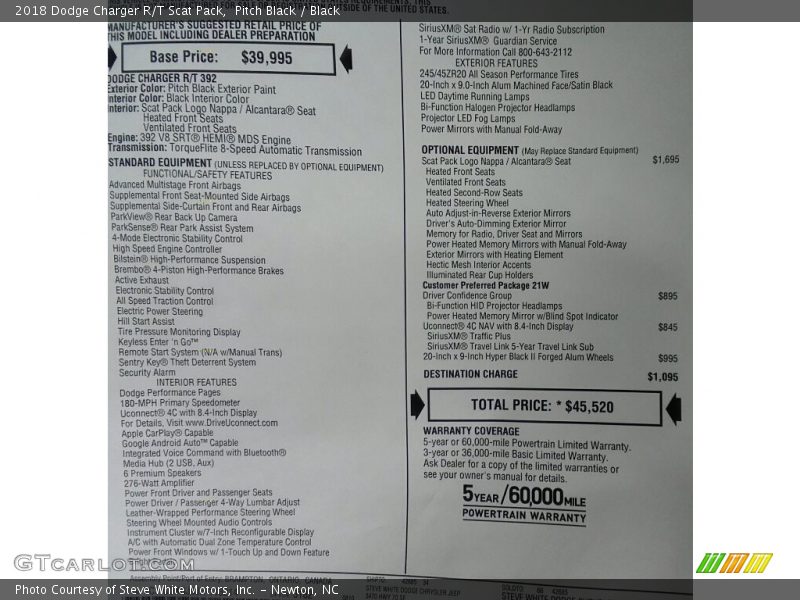 2018 Dodge Charger R/T Scat Pack, Pitch Black / Black
SIDE OF THE UNITED STATES.
MANUFACTURER'S SUGGESTED RETAIL PRICE OF
THIS MODEL INCLUDING DEALER PREPARATION
Base Price: $39,995
DODGE CHARGER R/T 392
Exterior Color: Pitch Black Exterior Paint
Interior Color: Black Interior Color
Interior: Scat Pack Logo Nappa / Alcantara® Seat
Heated Front Seats
Ventilated Front Seats
Engine: 392 V8 SRT® HEMI® MDS Engine
Transmission: TorqueFlite 8-Speed Automatic Transmission
STANDARD EQUIPMENT (UNLESS REPLACED BY OPTIONAL EQUIPMENT)
FUNCTIONAL/SAFETY FEATURES
Advanced Multistage Front Airbags
Supplemental Front Seat-Mounted Side Airbags
Supplemental Side-Curtain Front and Rear Airbags
ParkView® Rear Back Up Camera
ParkSense® Rear Park Assist System
4-Mode Electronic Stability Control
High Speed Engine Controller
Bilstein® High-Performance Suspension
Brembo® 4-Piston High-Performance Brakes
Active Exhaust
Electronic Stability Control
All Speed Traction Control
Electric Power Steering
Hill Start Assist
Tire Pressure Monitoring Display
Keyless Enter 'n Go™
Remote Start System (N/A w/Manual Trans)
Sentry Key® Theft Deterrent System
Security Alarm
INTERIOR FEATURES
Dodge Performance Pages
180-MPH Primary Speedometer
Uconnect® 4C with 8.4-Inch Display
For Details, Visit www.DriveUconnect.com
Apple CarPlay® Capable
Google Android Auto™ Capable
Integrated Voice Command with Bluetooth®
Media Hub (2 USB, Aux)
6 Premium Speakers
276-Watt Amplifier
Power Front Driver and Passenger Seats
Power Driver / Passenger 4-Way Lumbar Adjust
Leather-Wrapped Performance Steering Wheel
Steering Wheel Mounted Audio Controls
Instrument Cluster w/7-Inch Reconfigurable Display
A/C with Automatic Dual Zone Temperature Control
Power Front Windows w/ 1-Touch Up and Down Feature
Assembly Point/Port of Entry: BRAMPTON, ONTARIO, CANADA
SiriusXM® Sat Radio w/ 1-Yr Radio Subscription
1-Year SiriusXM® Guardian Service
For More Information Call 800-643-2112
EXTERIOR FEATURES
245/45ZR20 All Season Performance Tires
20-Inch x 9.0-Inch Alum Machined Face/Satin Black
LED Daytime Running Lamps
Bi-Function Halogen Projector Headlamps
Projector LED Fog Lamps
Power Mirrors with Manual Fold-Away
OPTIONAL EQUIPMENT (May Replace Standard Equipment)
Scat Pack Logo Nappa / Alcantara® Seat $1,695
Heated Front Seats
Ventilated Front Seats
Heated Second-Row Seats
Heated Steering Wheel
Auto Adjust-in-Reverse Exterior Mirrors
Driver's Auto-Dimming Exterior Mirror
Memory for Radio, Driver Seat and Mirrors
Power Heated Memory Mirrors with Manual Fold-Away
Exterior Mirrors with Heating Element
Hectic Mesh Interior Accents
Illuminated Rear Cup Holders
Customer Preferred Package 21W
Driver Confidence Group $895
Bi-Function HID Projector Headlamps
Power Heated Memory Mirror w/Blind Spot Indicator
Uconnect® 4C NAV with 8.4-Inch Display $845
SiriusXM® Traffic Plus
SiriusXM® Travel Link 5-Year Travel Link Sub
20-Inch x 9-Inch Hyper Black II Forged Alum Wheels $995
DESTINATION CHARGE $1,095
TOTAL PRICE: * $45,520
WARRANTY COVERAGE
5-year or 60,000-mile Powertrain Limited Warranty.
3-year or 36,000-mile Basic Limited Warranty.
Ask Dealer for a copy of the limited warranties or
see your owner's manual for details.
5YEAR/60,000MILE
POWERTRAIN WARRANTY
STEVE WHITE DODGE CHRYSLER JEEP
GTCARLOT.COM
Photo Courtesy of Steve White Motors, Inc. – Newton, NC